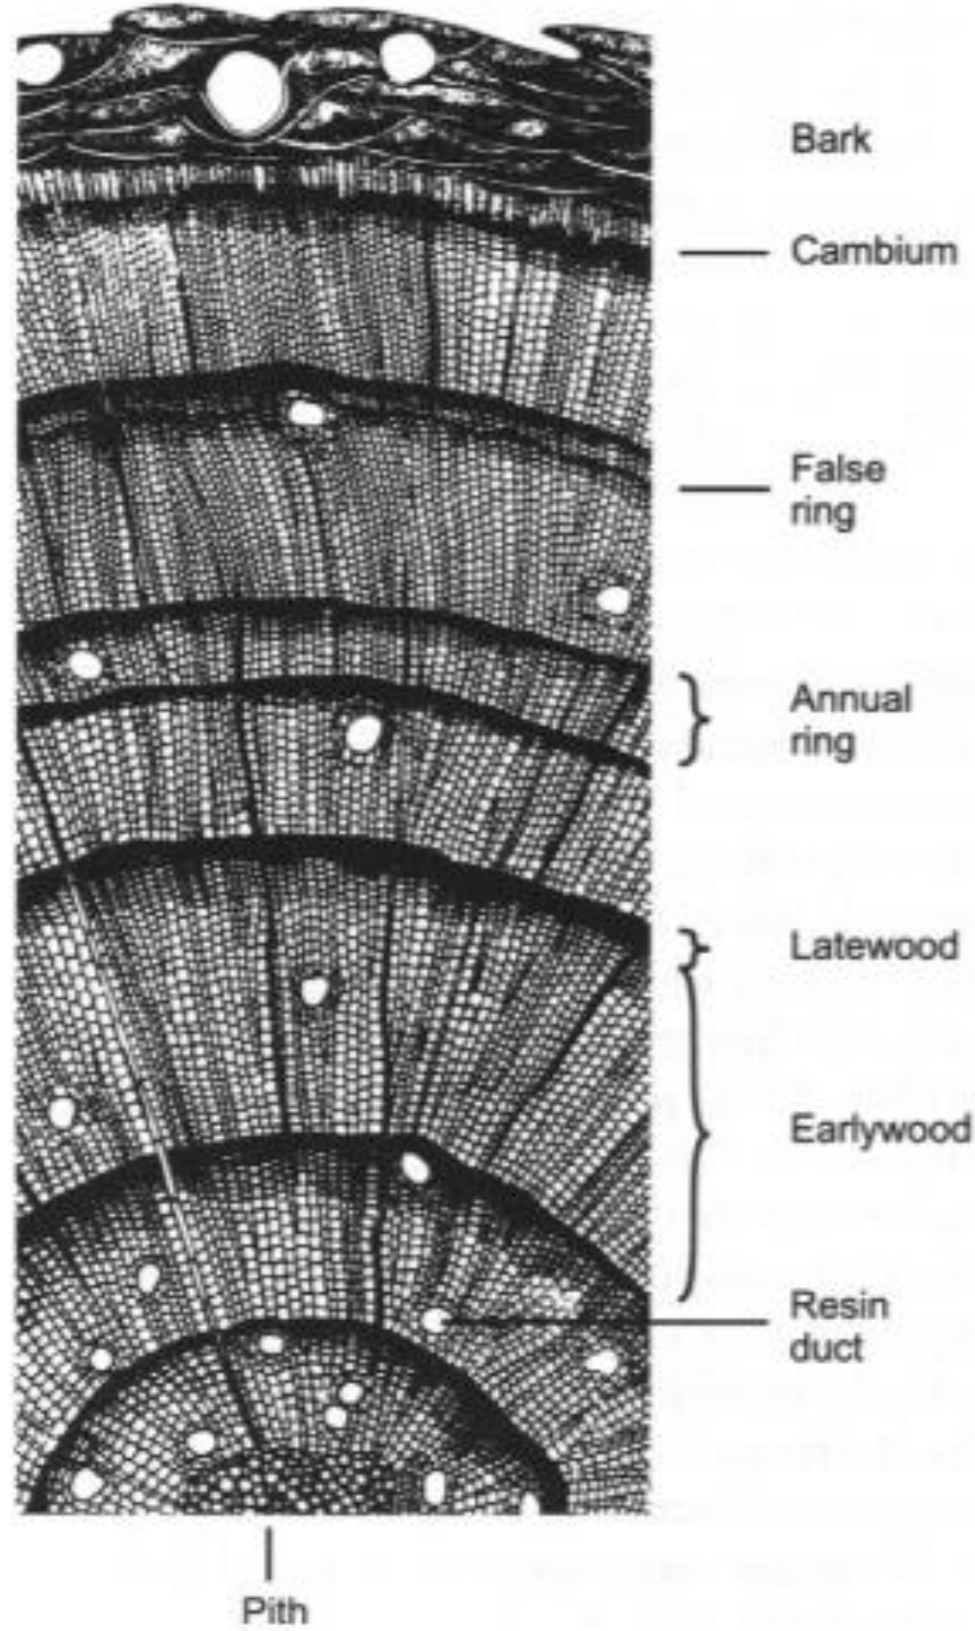 Bark
Cambium
False
ring
Annual
ring
Latewood
Earlywood
Resin
duct
Pith